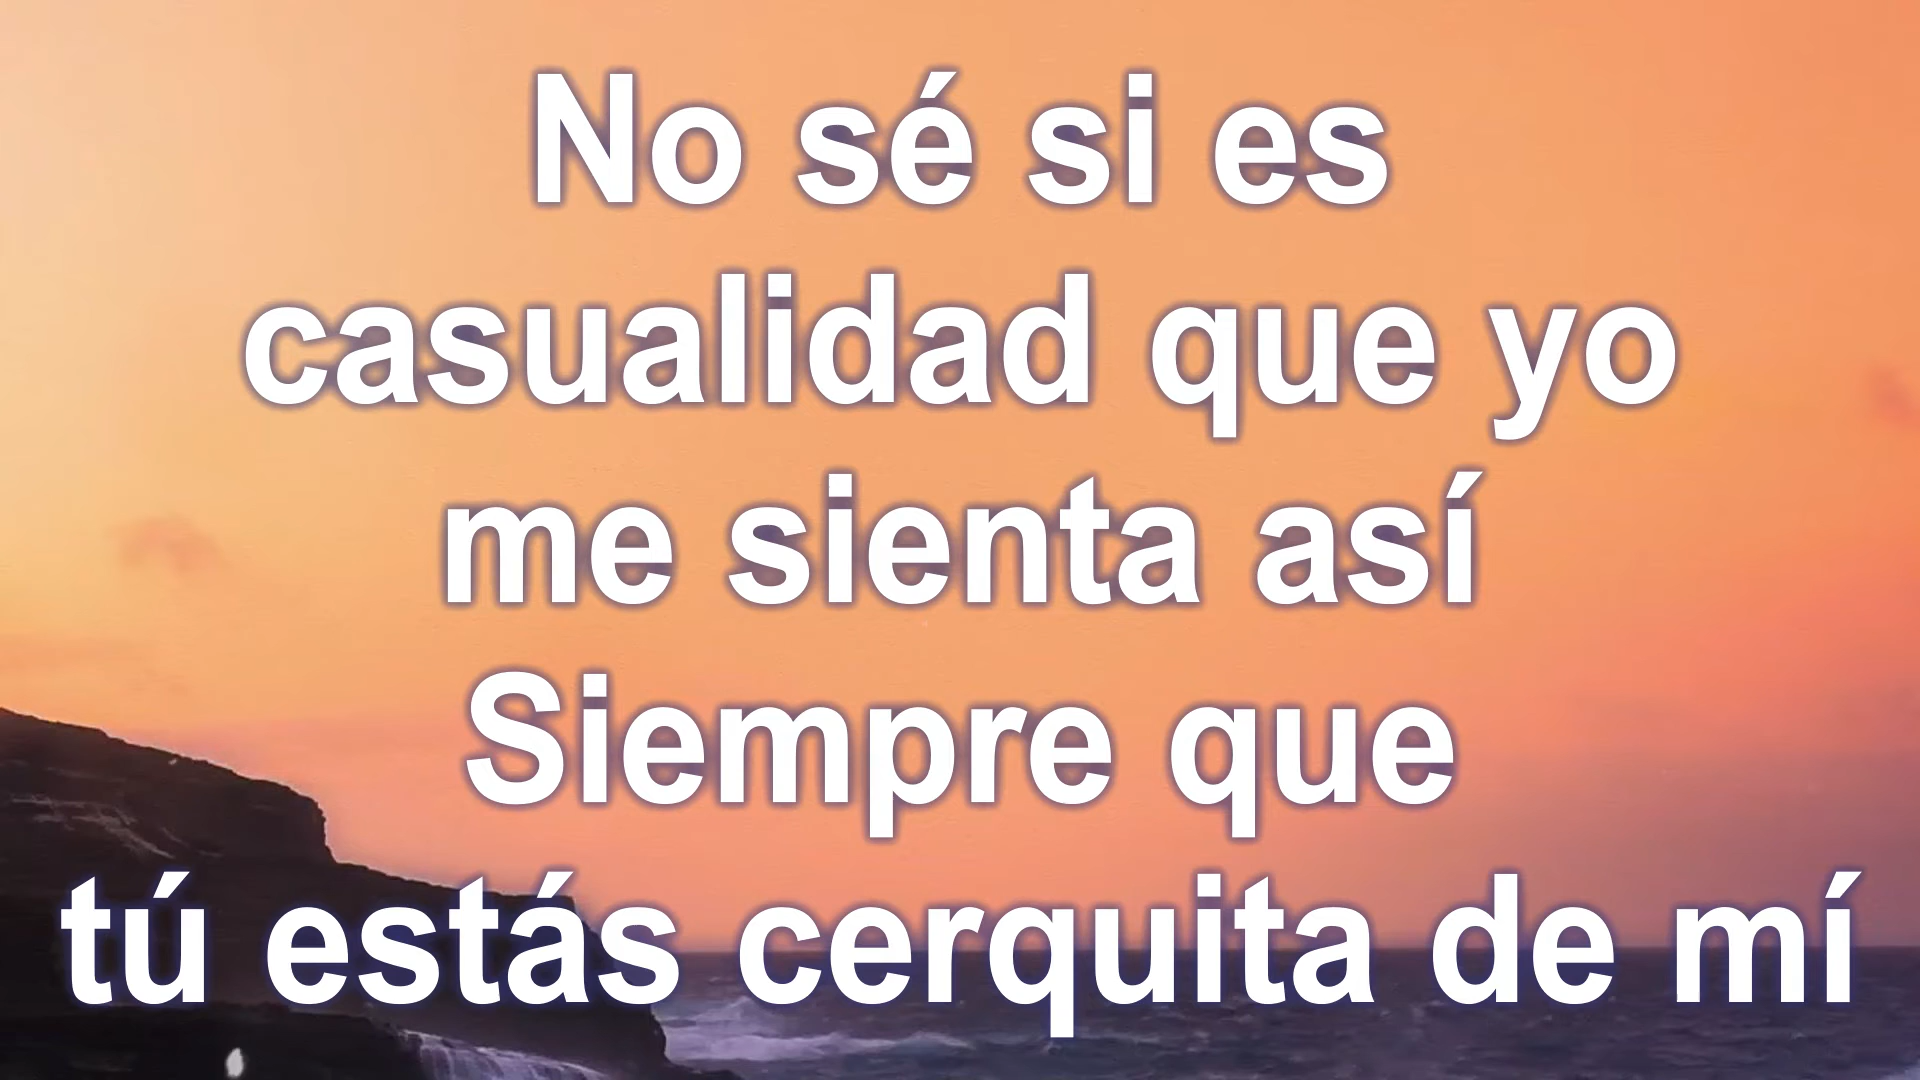 No sé si es
casualidad que yo
me sienta así
Siempre que
tú estás cerquita de mí